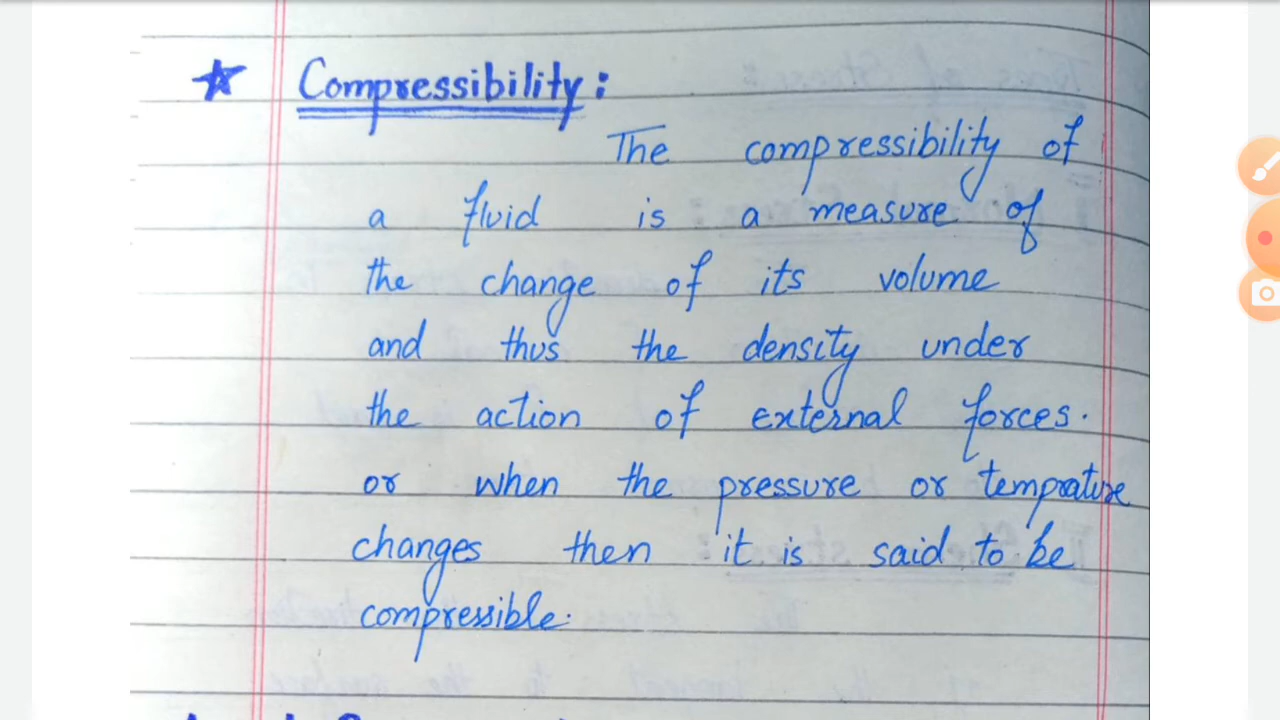 ☆ Compressibility:
The compressibility of
a fluid is a measure of
the change of its volume
and thus the density under
the action of external forces.
or when the pressure or temprature
changes then it is said to be
compressible.